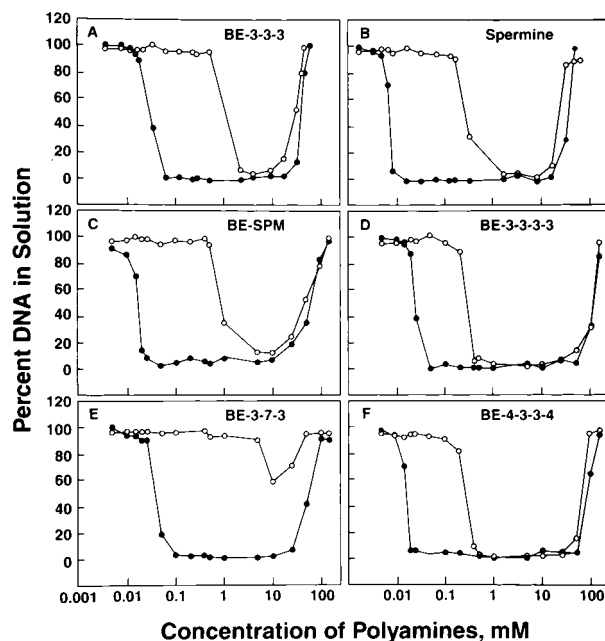 A BE-3-3-3
B Spermine
120
100
80
60
40
20
0
C BE-SPM
D BE-3-3-3-3
120
100
80
60
40
20
0
E BE-3-7-3
F BE-4-3-3-4
120
100
80
60
40
20
0
Percent DNA in Solution
0.001 0.01 0.1 1 10 100
0.01 0.1 1 10 100
Concentration of Polyamines, mM